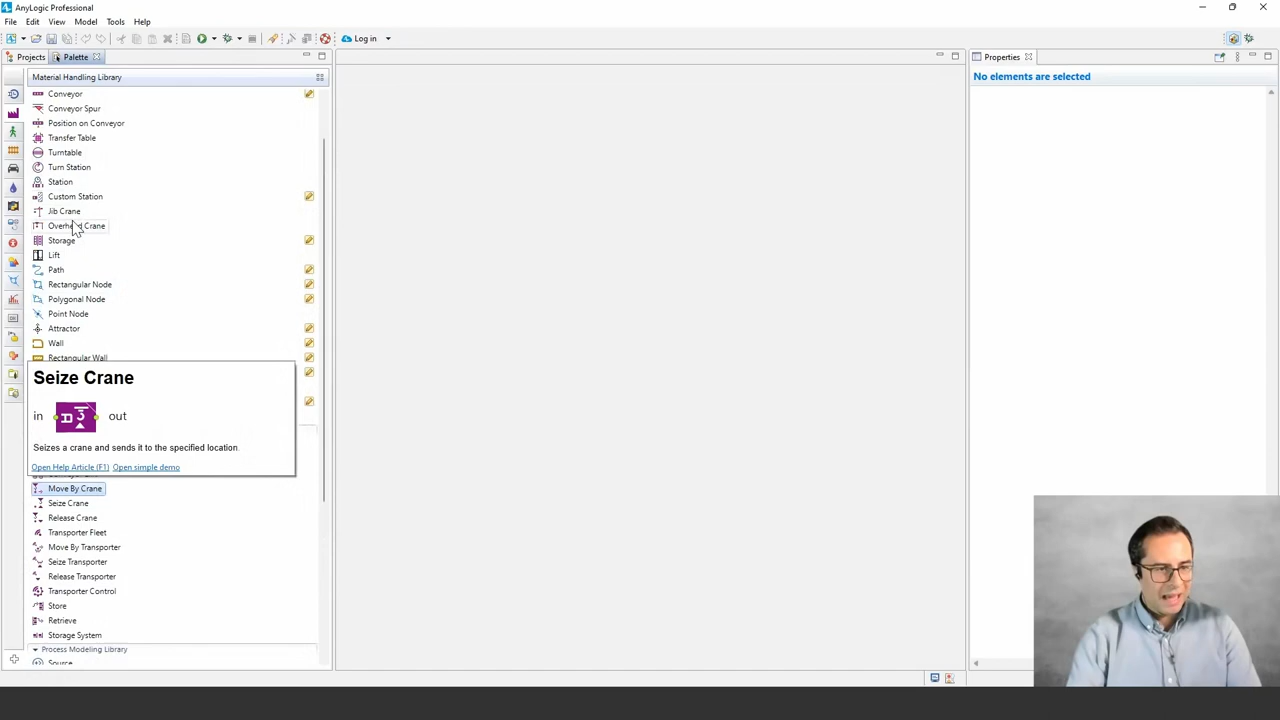 AnyLogic Professional
File Edit View Model Tools Help
Log in
Projects Palette
Properties
Material Handling Library
No elements are selected
Conveyor
Conveyor Spur
Position on Conveyor
Transfer Table
Turntable
Turn Station
Station
Custom Station
Jib Crane
Overhead Crane
Storage
Lift
Path
Rectangular Node
Polygonal Node
Point Node
Attractor
Wall
Rectangular Wall
Seize Crane
in out
Seizes a crane and sends it to the specified location.
Open Help Article (F1) Open simple demo
Move By Crane
Seize Crane
Release Crane
Transporter Fleet
Move By Transporter
Seize Transporter
Release Transporter
Transporter Control
Store
Retrieve
Storage System
Process Modeling Library
Source